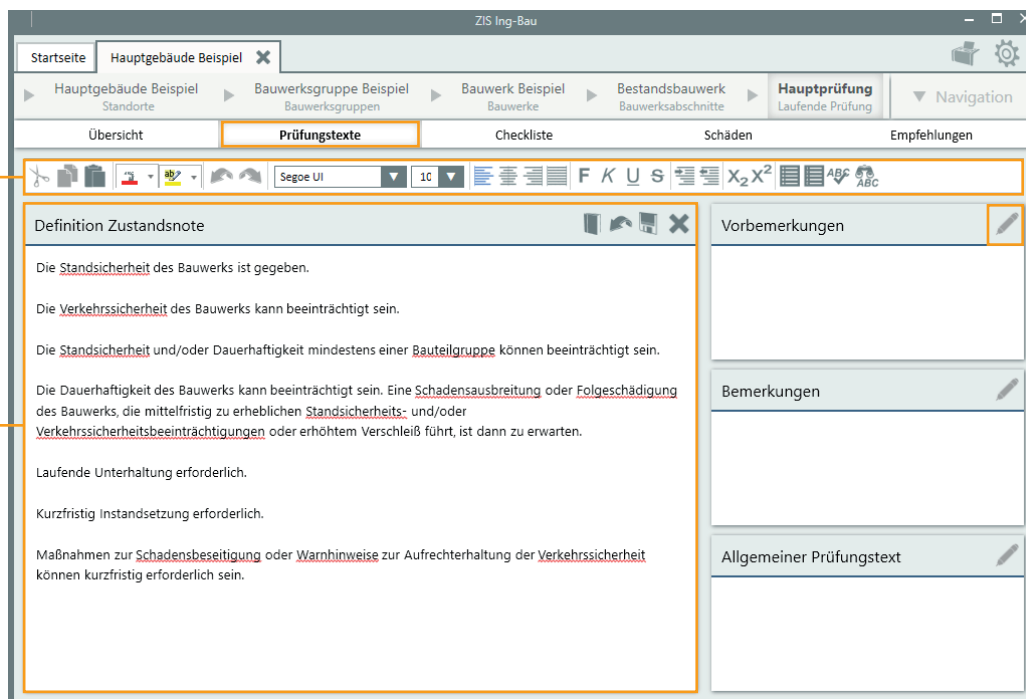 ZIS Ing-Bau
Startseite
Hauptgebäude Beispiel
Hauptgebäude Beispiel
Standorte
Bauwerksgruppe Beispiel
Bauwerksgruppen
Bauwerk Beispiel
Bauwerke
Bestandsbauwerk
Bauwerksabschnitte
Hauptprüfung
Laufende Prüfung
Navigation
Übersicht
Prüfungstexte
Checkliste
Schäden
Empfehlungen
ab
Segoe UI
10
F K U S
X₂ X²
ABC
ABC
Definition Zustandsnote
Die Standsicherheit des Bauwerks ist gegeben.
Die Verkehrssicherheit des Bauwerks kann beeinträchtigt sein.
Die Standsicherheit und/oder Dauerhaftigkeit mindestens einer Bauteilgruppe können beeinträchtigt sein.
Die Dauerhaftigkeit des Bauwerks kann beeinträchtigt sein. Eine Schadensausbreitung oder Folgeschädigung
des Bauwerks, die mittelfristig zu erheblichen Standsicherheits- und/oder
Verkehrssicherheitsbeeinträchtigungen oder erhöhtem Verschleiß führt, ist dann zu erwarten.
Laufende Unterhaltung erforderlich.
Kurzfristig Instandsetzung erforderlich.
Maßnahmen zur Schadensbeseitigung oder Warnhinweise zur Aufrechterhaltung der Verkehrssicherheit
können kurzfristig erforderlich sein.
Vorbemerkungen
Bemerkungen
Allgemeiner Prüfungstext